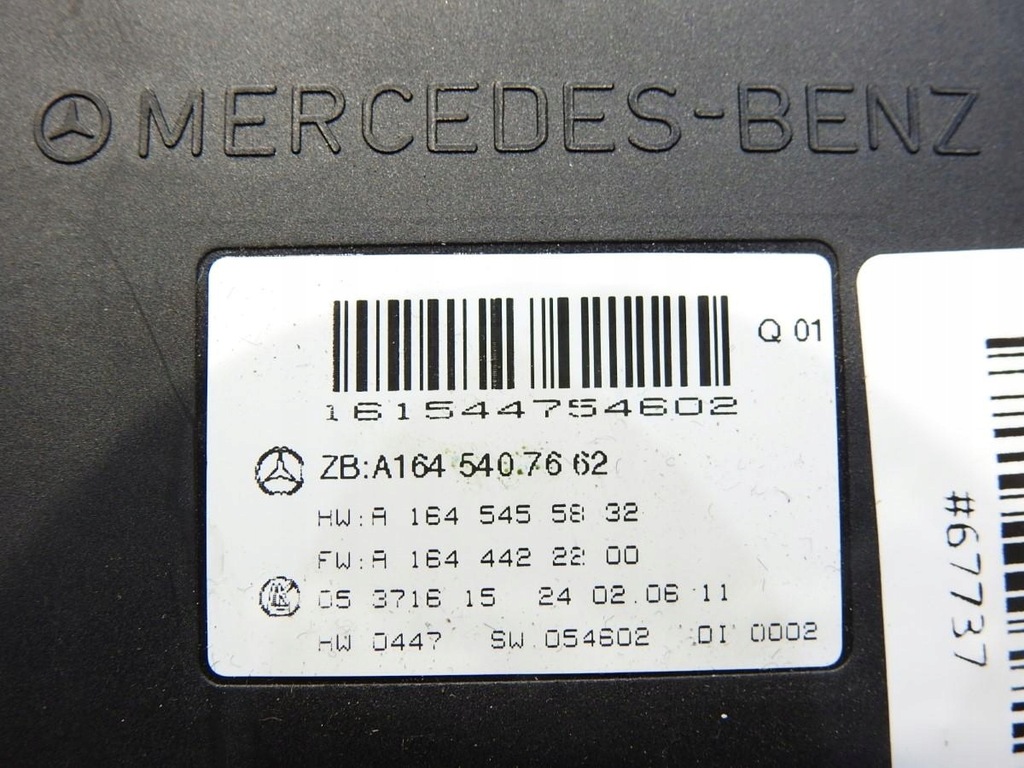 MERCEDES-BENZ
Q 01
161544754602
ZB:A164 540.76 62
HW:A 164 545 58 32
FW:A 164 442 22 00
05 3716 15 24 02.06 11
HW 0447 SW 054602 DI 0002
#67737